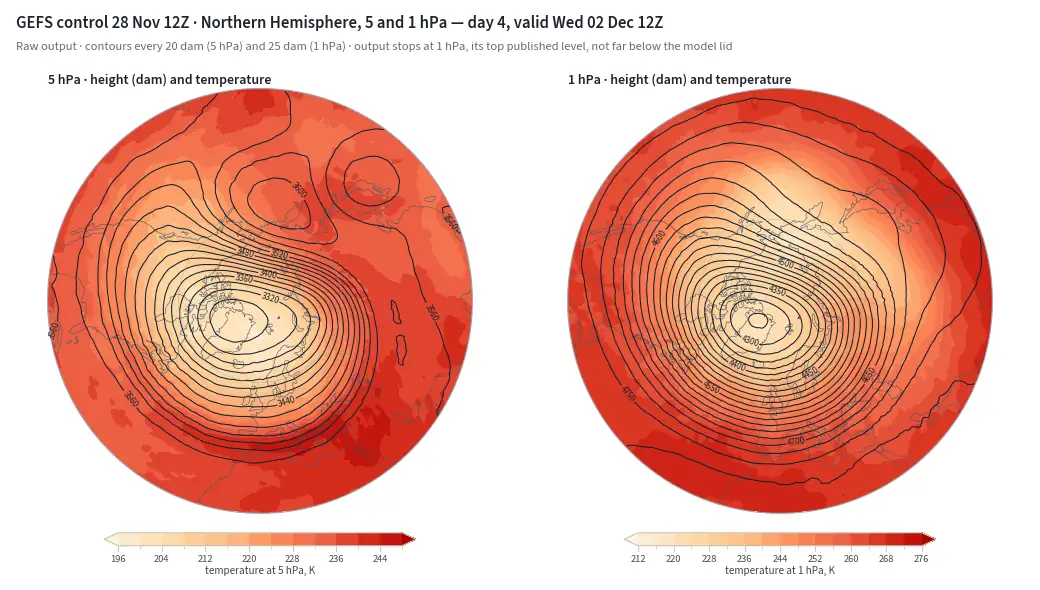 GEFS control 28 Nov 12Z · Northern Hemisphere, 5 and 1 hPa — day 4, valid Wed 02 Dec 12Z
Raw output · contours every 20 dam (5 hPa) and 25 dam (1 hPa) · output stops at 1 hPa, its top published level, not far below the model lid
5 hPa · height (dam) and temperature
1 hPa · height (dam) and temperature
3600
3560
3480
3520
3360
3400
3320
3560
3560
3440
4600
4500
4350
4300
4400
4550
4750
4650
4700
196 204 212 220 228 236 244
temperature at 5 hPa, K
212 220 228 236 244 252 260 268 276
temperature at 1 hPa, K